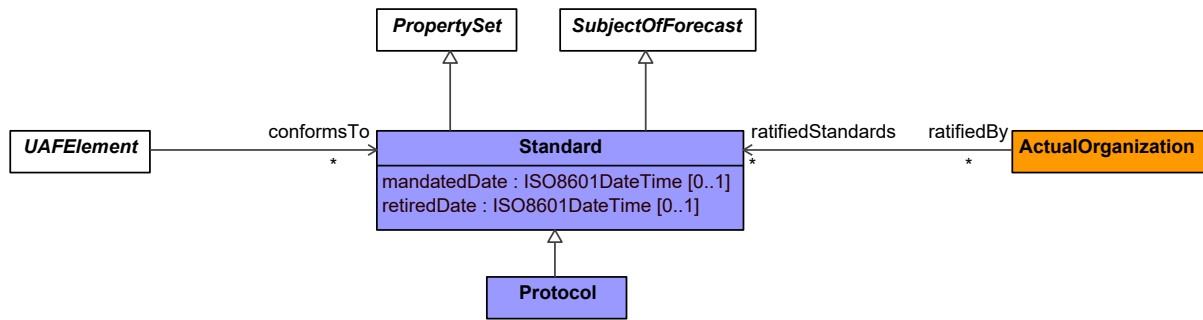 PropertySet
SubjectOfForecast
UAFElement
conformsTo
*
Standard
mandatedDate : ISO8601DateTime [0..1]
retiredDate : ISO8601DateTime [0..1]
ratifiedStandards
*
ratifiedBy
*
ActualOrganization
Protocol